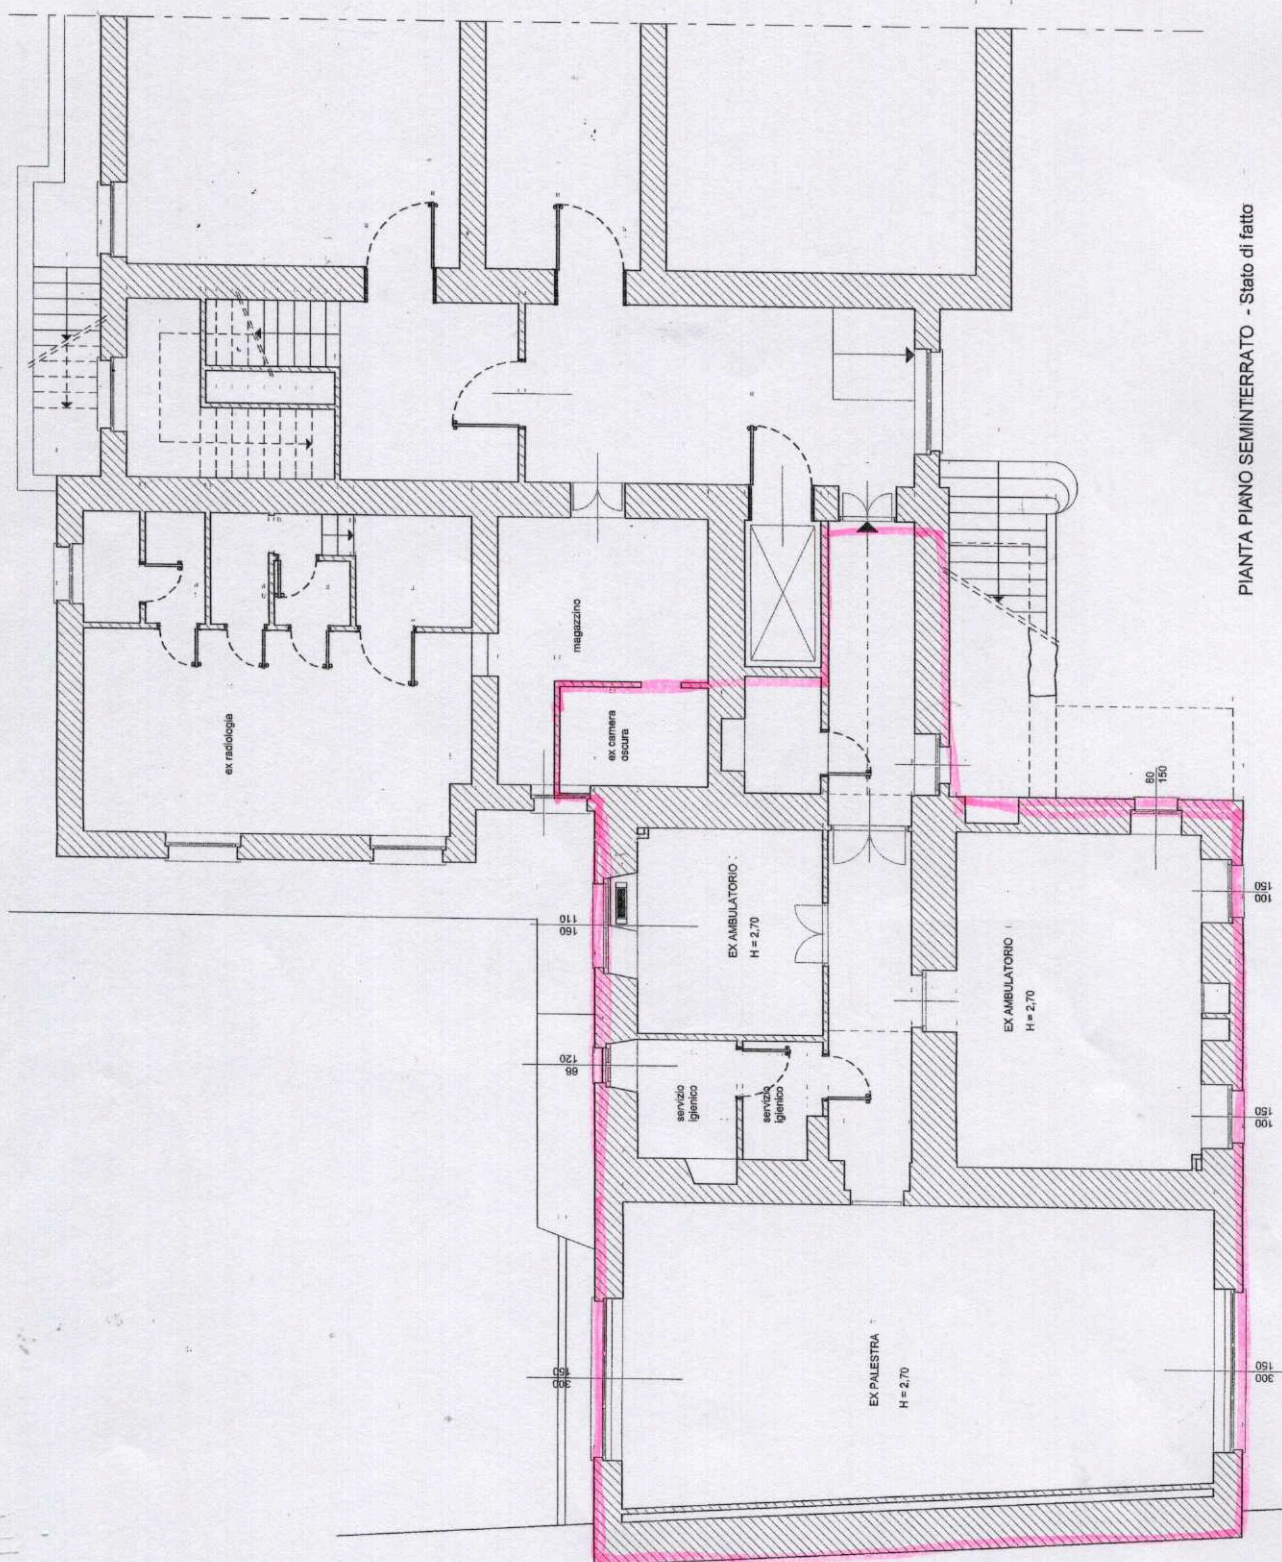 PIANTA PIANO SEMINTERRATO - Stato di fatto
ex radiologia
magazzino
ex camera
oscura
EX AMBULATORIO :
H = 2,70
EX AMBULATORIO :
H = 2,70
servizio
igienico
servizio
igienico
EX PALESTRA
H = 2,70
160
110
66
120
300
150
80
150
100
150
100
150
300
150